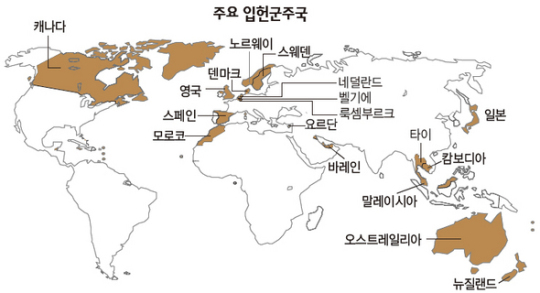 주요 입헌군주국
캐나다
노르웨이
스웨덴
덴마크
영국
네덜란드
벨기에
룩셈부르크
스페인
요르단
모로코
일본
타이
캄보디아
바레인
말레이시아
오스트레일리아
뉴질랜드